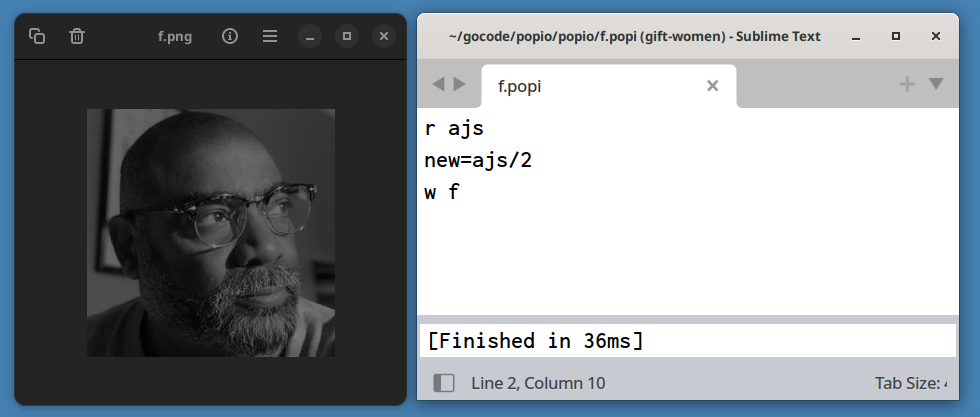 f.png
~/gocode/popio/popio/f.popi (gift-women) - Sublime Text
f.popi
r ajs
new=ajs/2
w f
[Finished in 36ms]
Line 2, Column 10
Tab Size: